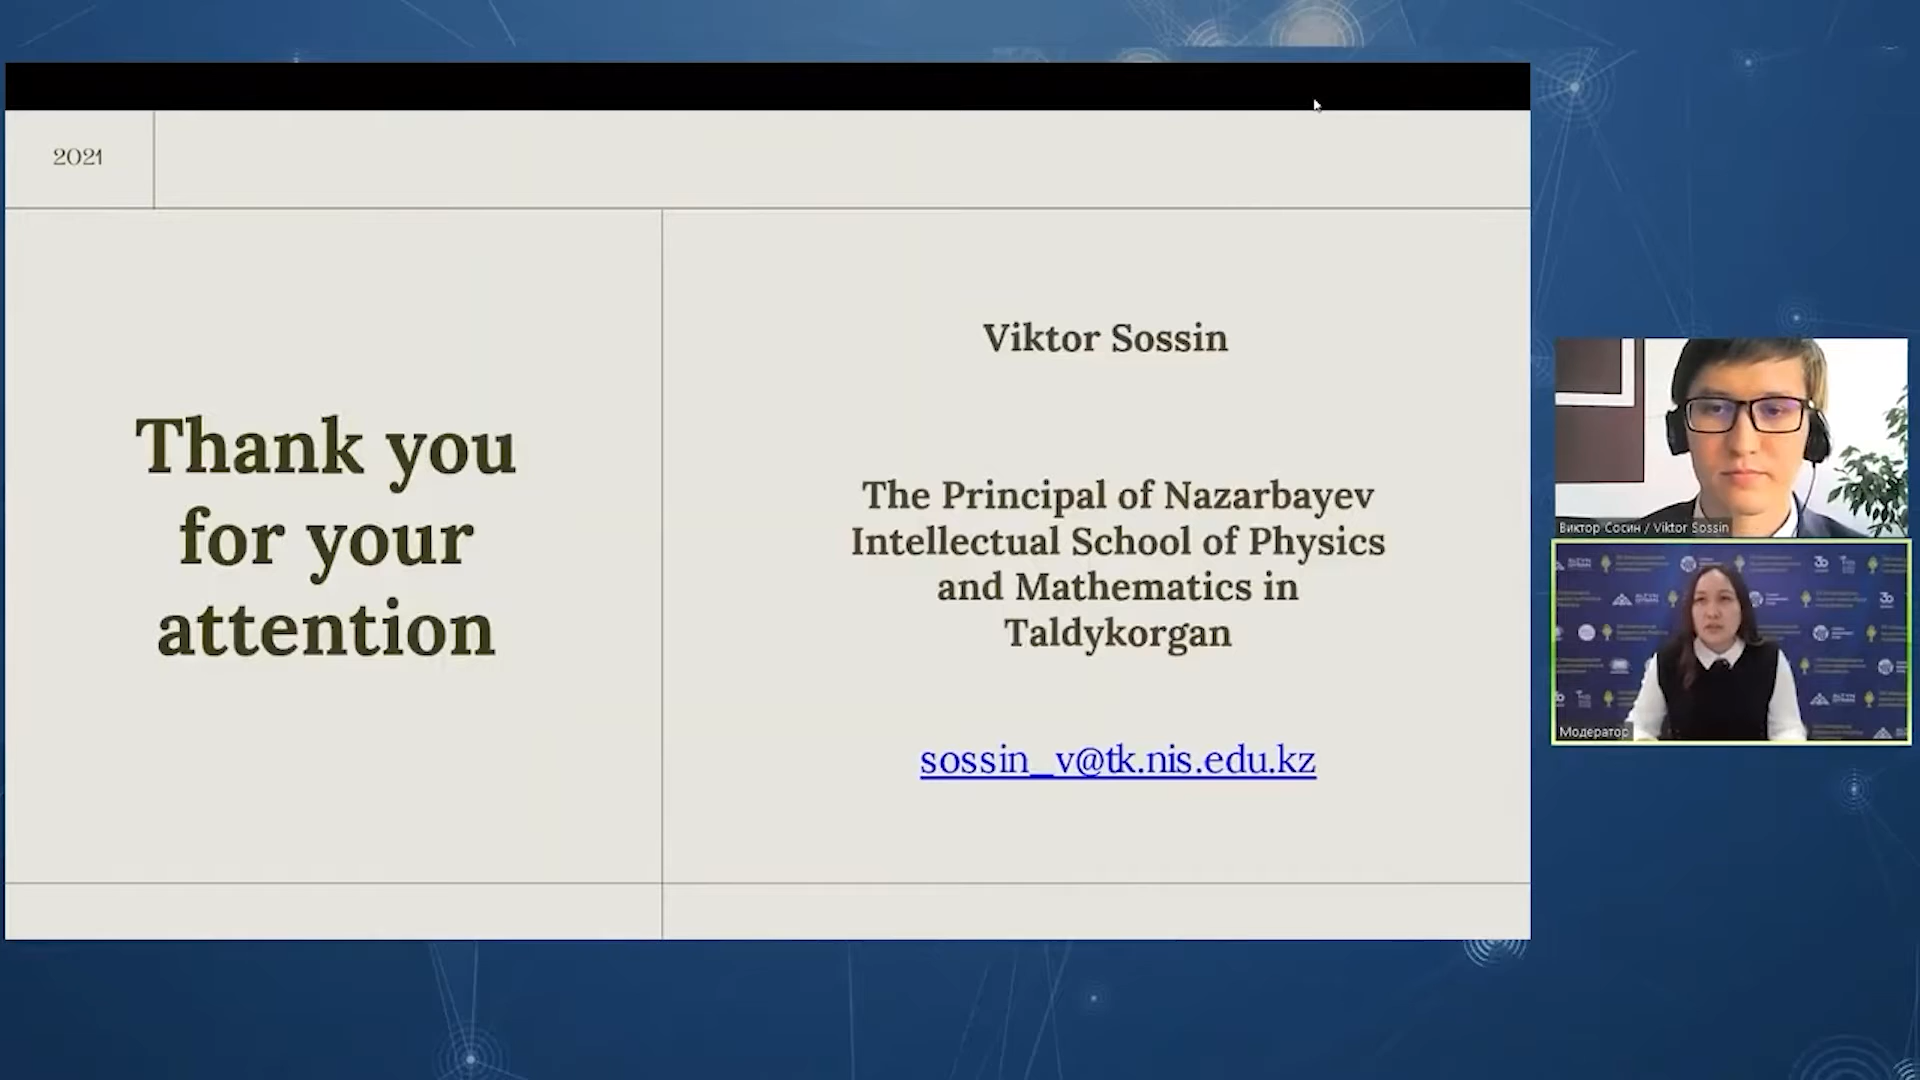 2021
Thank you
for your
attention
Viktor Sossin
The Principal of Nazarbayev
Intellectual School of Physics
and Mathematics in
Taldykorgan
sossin_v@tk.nis.edu.kz
Виктор Сосин / Viktor Sossin
Модератор